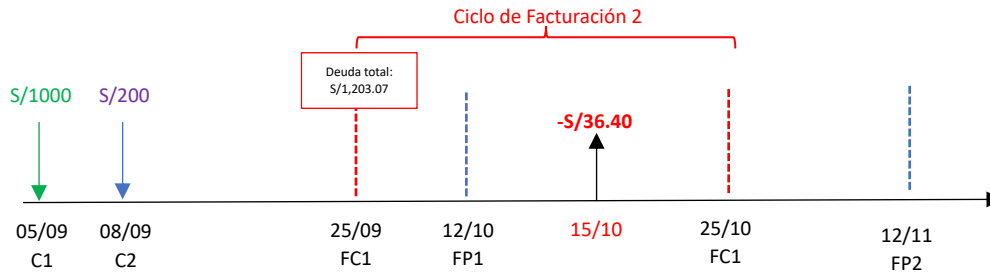 Ciclo de Facturación 2
Deuda total:
S/1,203.07
S/1000
S/200
-S/36.40
05/09
C1
08/09
C2
25/09
FC1
12/10
FP1
15/10
25/10
FC1
12/11
FP2